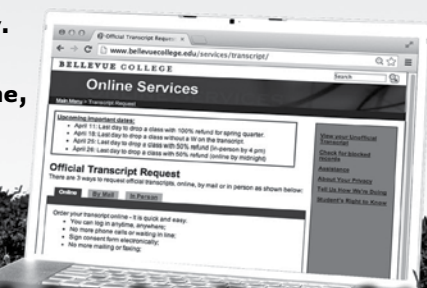 y.
ne,
Official Transcript Request
www.bellevuecollege.edu/services/transcript/
BELLEVUE COLLEGE
Search
Online Services
Main Menu > Transcript Request
Upcoming important dates:
April 11: Last day to drop a class with 100% refund for spring quarter.
April 18: Last day to drop a class without a W on the transcript.
April 25: Last day to drop a class with 50% refund (in-person by 4 pm)
April 26: Last day to drop a class with 50% refund (online by midnight)
Official Transcript Request
There are 3 ways to request official transcripts, online, by mail or in person as shown below:
Online By Mail In Person
Order your transcript online - it is quick and easy.
You can log in anytime, anywhere;
No more phone calls or waiting in line;
Sign consent form electronically;
No more mailing or faxing;
View your Unofficial
Transcript
Check for blocked
records
Assistance
About Your Privacy
Tell Us How We're Doing
Student's Right to Know